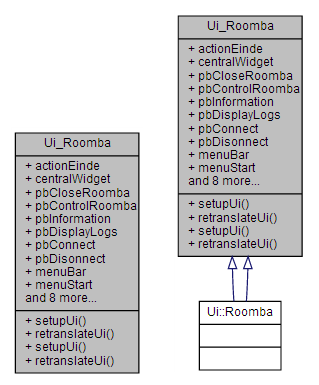 Ui_Roomba
+ actionEinde
+ centralWidget
+ pbCloseRoomba
+ pbControlRoomba
+ pbInformation
+ pbDisplayLogs
+ pbConnect
+ pbDisonnect
+ menuBar
+ menuStart
and 8 more...
+ setupUi()
+ retranslateUi()
+ setupUi()
+ retranslateUi()
Ui_Roomba
+ actionEinde
+ centralWidget
+ pbCloseRoomba
+ pbControlRoomba
+ pbInformation
+ pbDisplayLogs
+ pbConnect
+ pbDisonnect
+ menuBar
+ menuStart
and 8 more...
+ setupUi()
+ retranslateUi()
+ setupUi()
+ retranslateUi()
Ui::Roomba